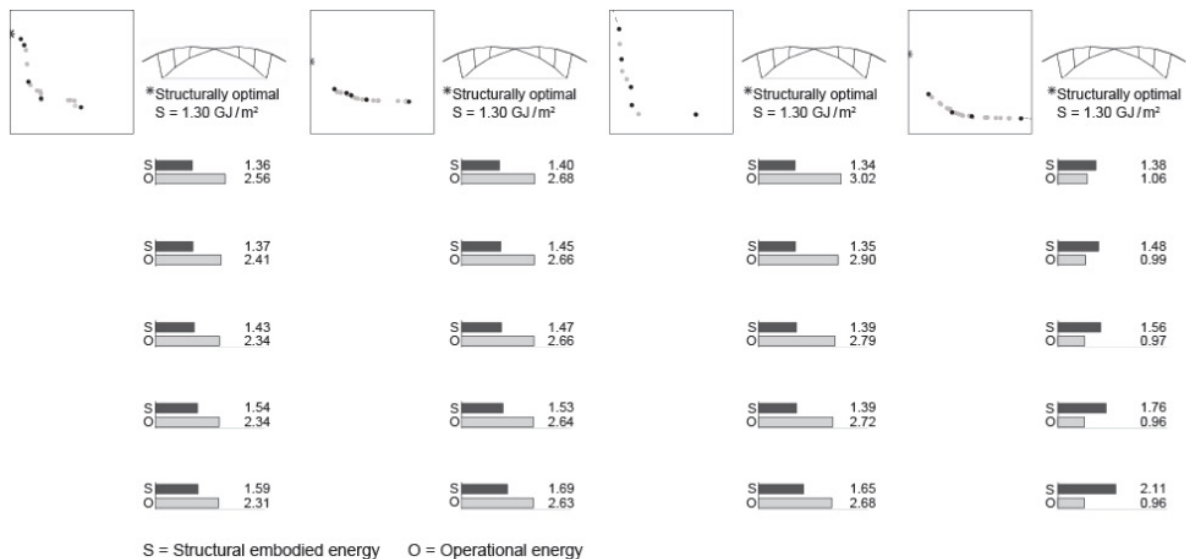 *Structurally optimal
S = 1.30 GJ/m²
*Structurally optimal
S = 1.30 GJ/m²
*Structurally optimal
S = 1.30 GJ/m²
*Structurally optimal
S = 1.30 GJ/m²
S 1.36 S 1.40 S 1.34 S 1.38
O 2.56 O 2.68 O 3.02 O 1.06
S 1.37 S 1.45 S 1.35 S 1.48
O 2.41 O 2.66 O 2.90 O 0.99
S 1.43 S 1.47 S 1.39 S 1.56
O 2.34 O 2.66 O 2.79 O 0.97
S 1.54 S 1.53 S 1.39 S 1.76
O 2.34 O 2.64 O 2.72 O 0.96
S 1.59 S 1.69 S 1.65 S 2.11
O 2.31 O 2.63 O 2.68 O 0.96
S = Structural embodied energy O = Operational energy